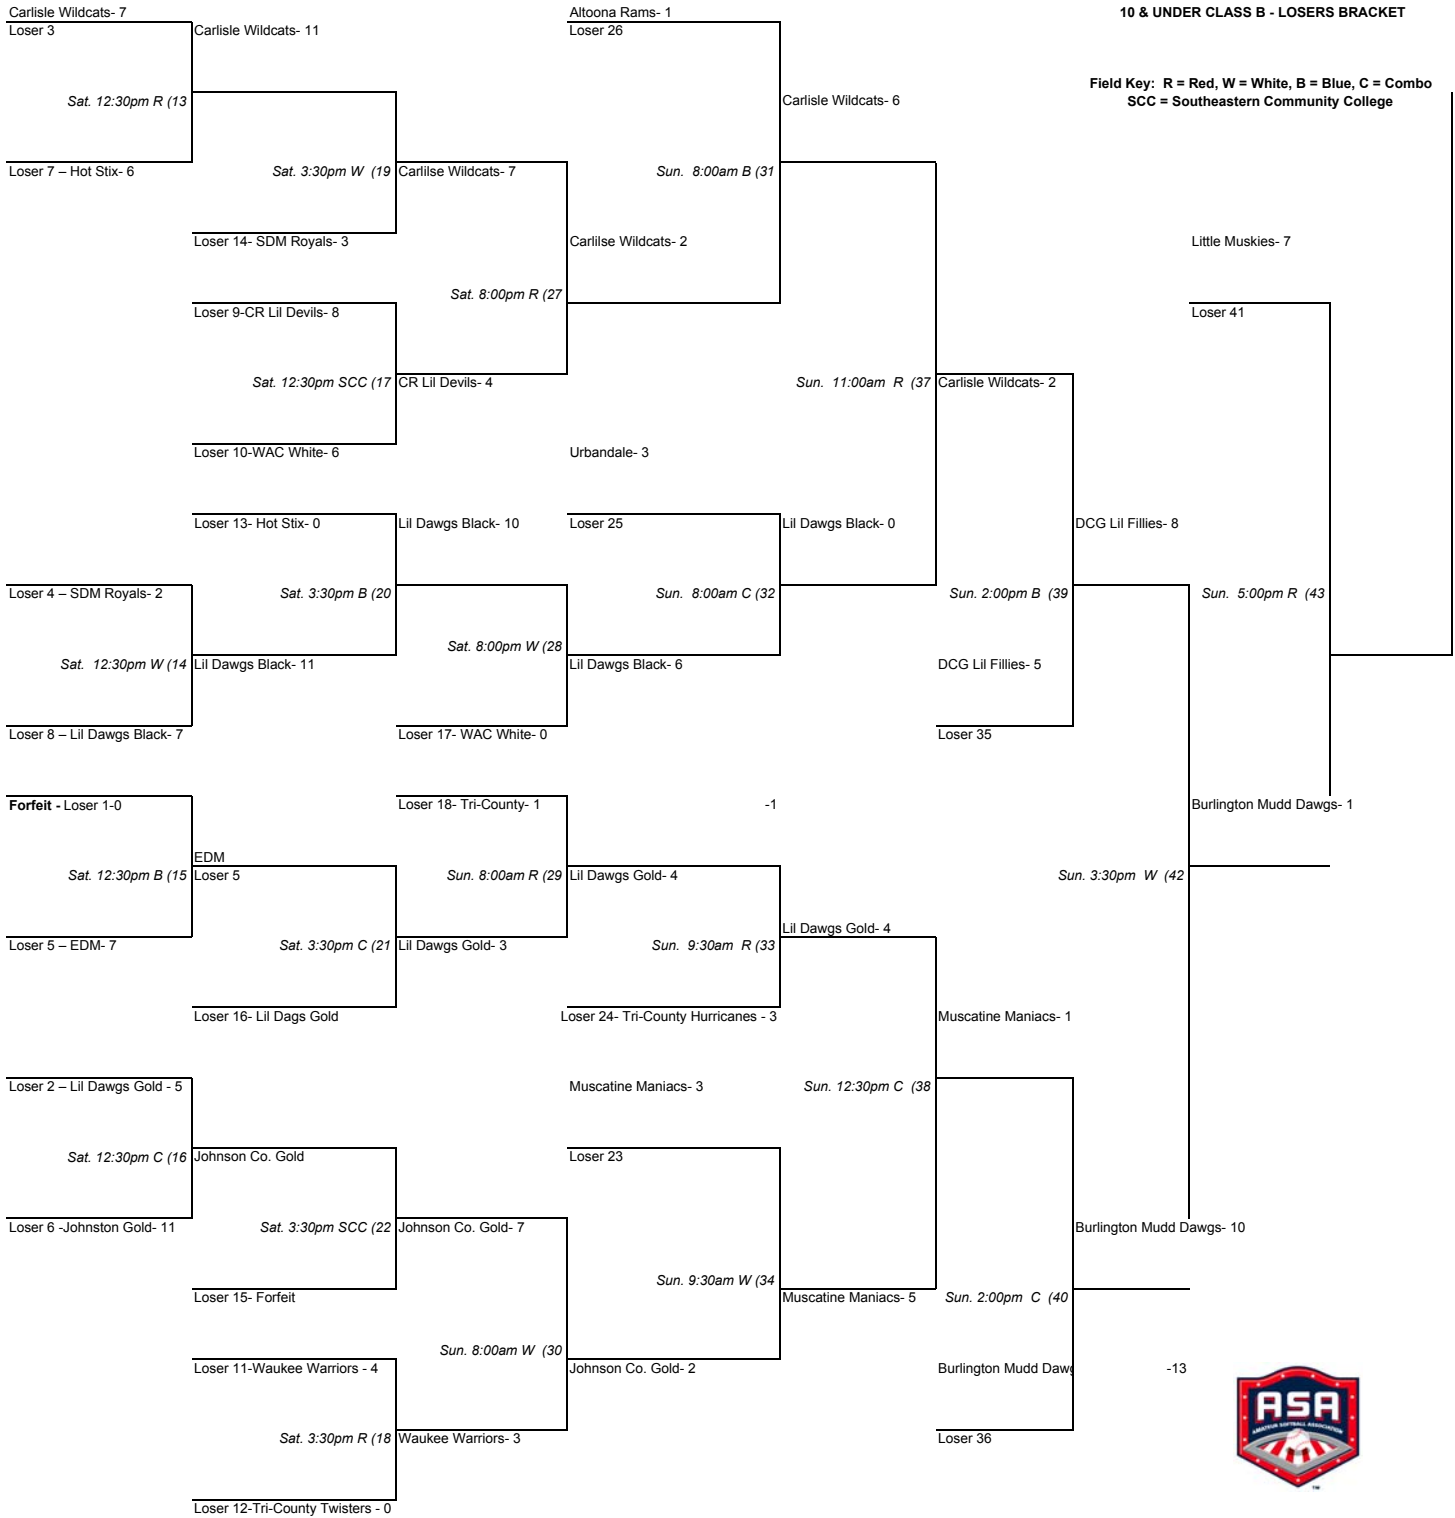 Carlisle Wildcats- 7
Altoona Rams- 1
10 & UNDER CLASS B - LOSERS BRACKET
Loser 3
Carlisle Wildcats- 11
Loser 26
Field Key:  R = Red, W = White, B = Blue, C = Combo
SCC = Southeastern Community College
Sat. 12:30pm R (13
Carlisle Wildcats- 6
Loser 7 – Hot Stix- 6
Sat. 3:30pm W  (19
Carlilse Wildcats- 7
Sun.  8:00am B (31
Loser 14- SDM Royals- 3
Carlilse Wildcats- 2
Little Muskies- 7
Sat. 8:00pm R (27
Loser 9-CR Lil Devils- 8
Loser 41
Sat. 12:30pm SCC (17
CR Lil Devils- 4
Sun.  11:00am  R  (37
Carlisle Wildcats- 2
Loser 10-WAC White- 6
Urbandale- 3
Loser 13- Hot Stix- 0
Lil Dawgs Black- 10
Loser 25
Lil Dawgs Black- 0
DCG Lil Fillies- 8
Loser 4 – SDM Royals- 2
Sat. 3:30pm B (20
Sun.  8:00am C (32
Sun. 2:00pm B  (39
Sun.  5:00pm R  (43
Sat. 8:00pm W (28
Sat.  12:30pm W (14
Lil Dawgs Black- 11
Lil Dawgs Black- 6
DCG Lil Fillies- 5
Loser 8 – Lil Dawgs Black- 7
Loser 17- WAC White- 0
Loser 35
Forfeit - Loser 1-0
Loser 18- Tri-County- 1
-1
Burlington Mudd Dawgs- 1
EDM
Sat. 12:30pm B (15
Loser 5
Sun.  8:00am R (29
Lil Dawgs Gold- 4
Sun. 3:30pm  W  (42
Lil Dawgs Gold- 4
Loser 5 – EDM- 7
Sat. 3:30pm C (21
Lil Dawgs Gold- 3
Sun.  9:30am  R (33
Loser 16- Lil Dags Gold
Loser 24- Tri-County Hurricanes - 3
Muscatine Maniacs- 1
Loser 2 – Lil Dawgs Gold - 5
Muscatine Maniacs- 3
Sun. 12:30pm C  (38
Sat. 12:30pm C (16
Johnson Co. Gold
Loser 23
Loser 6 -Johnston Gold- 11
Sat. 3:30pm SCC (22
Johnson Co. Gold- 7
Burlington Mudd Dawgs- 10
Sun. 9:30am W (34
Loser 15- Forfeit
Muscatine Maniacs- 5
Sun. 2:00pm  C  (40
Sun. 8:00am W  (30
Loser 11-Waukee Warriors - 4
Johnson Co. Gold- 2
Burlington Mudd Dawg
-13
Sat. 3:30pm R (18
Waukee Warriors- 3
Loser 36
Loser 12-Tri-County Twisters - 0
ASA
AMATEUR SOFTBALL ASSOCIATION
TM